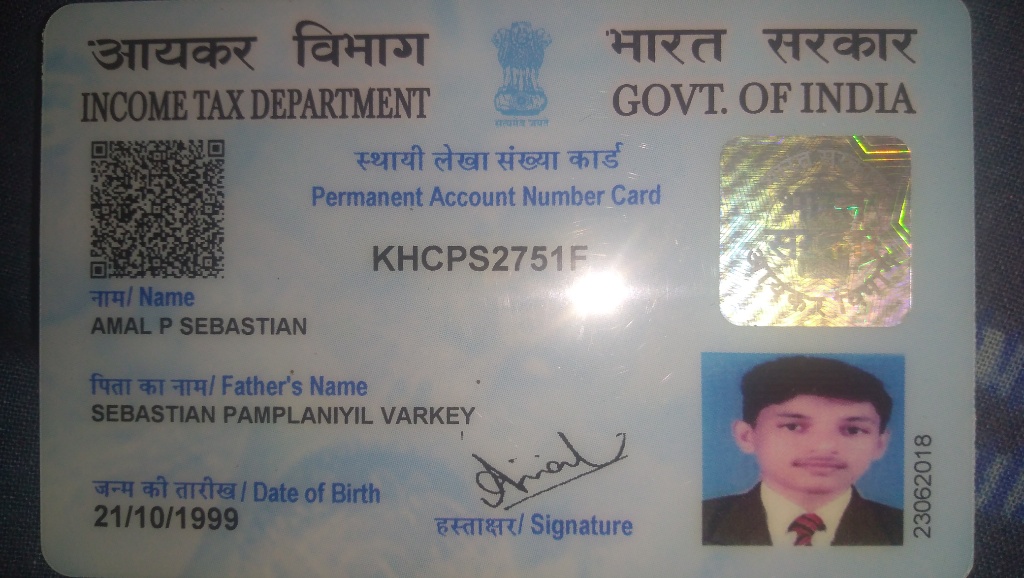 आयकर विभाग
INCOME TAX DEPARTMENT
भारत सरकार
GOVT. OF INDIA
सत्यमेव जयते
स्थायी लेखा संख्या कार्ड
Permanent Account Number Card
KHCPS2751F
नाम/ Name
AMAL P SEBASTIAN
पिता का नाम/ Father's Name
SEBASTIAN PAMPLANIYIL VARKEY
जन्म की तारीख/ Date of Birth
21/10/1999
Amal
हस्ताक्षर/ Signature
23062018